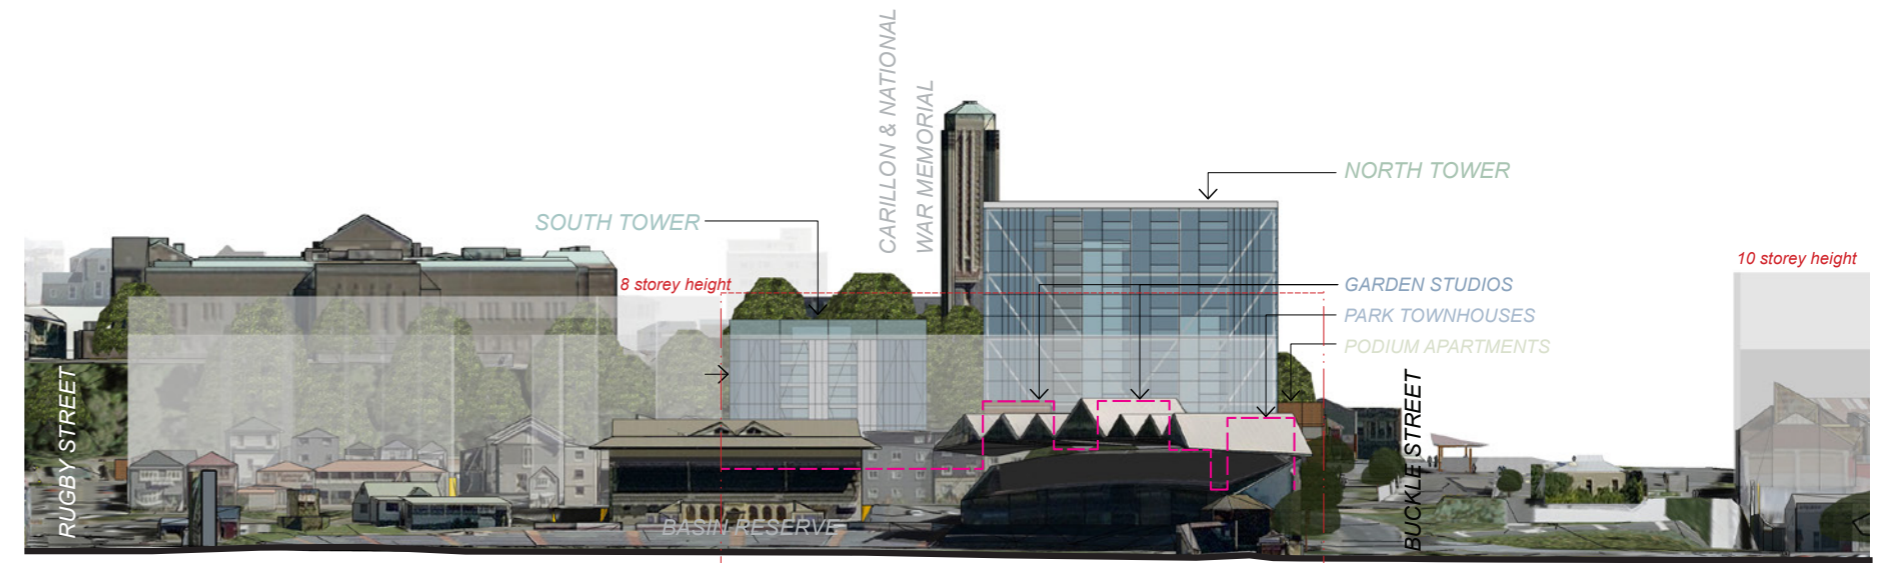 CARILLON & NATIONAL
WAR MEMORIAL
NORTH TOWER
SOUTH TOWER
8 storey height
10 storey height
GARDEN STUDIOS
PARK TOWNHOUSES
PODIUM APARTMENTS
RUGBY STREET
BUCKLE STREET
BASIN RESERVE